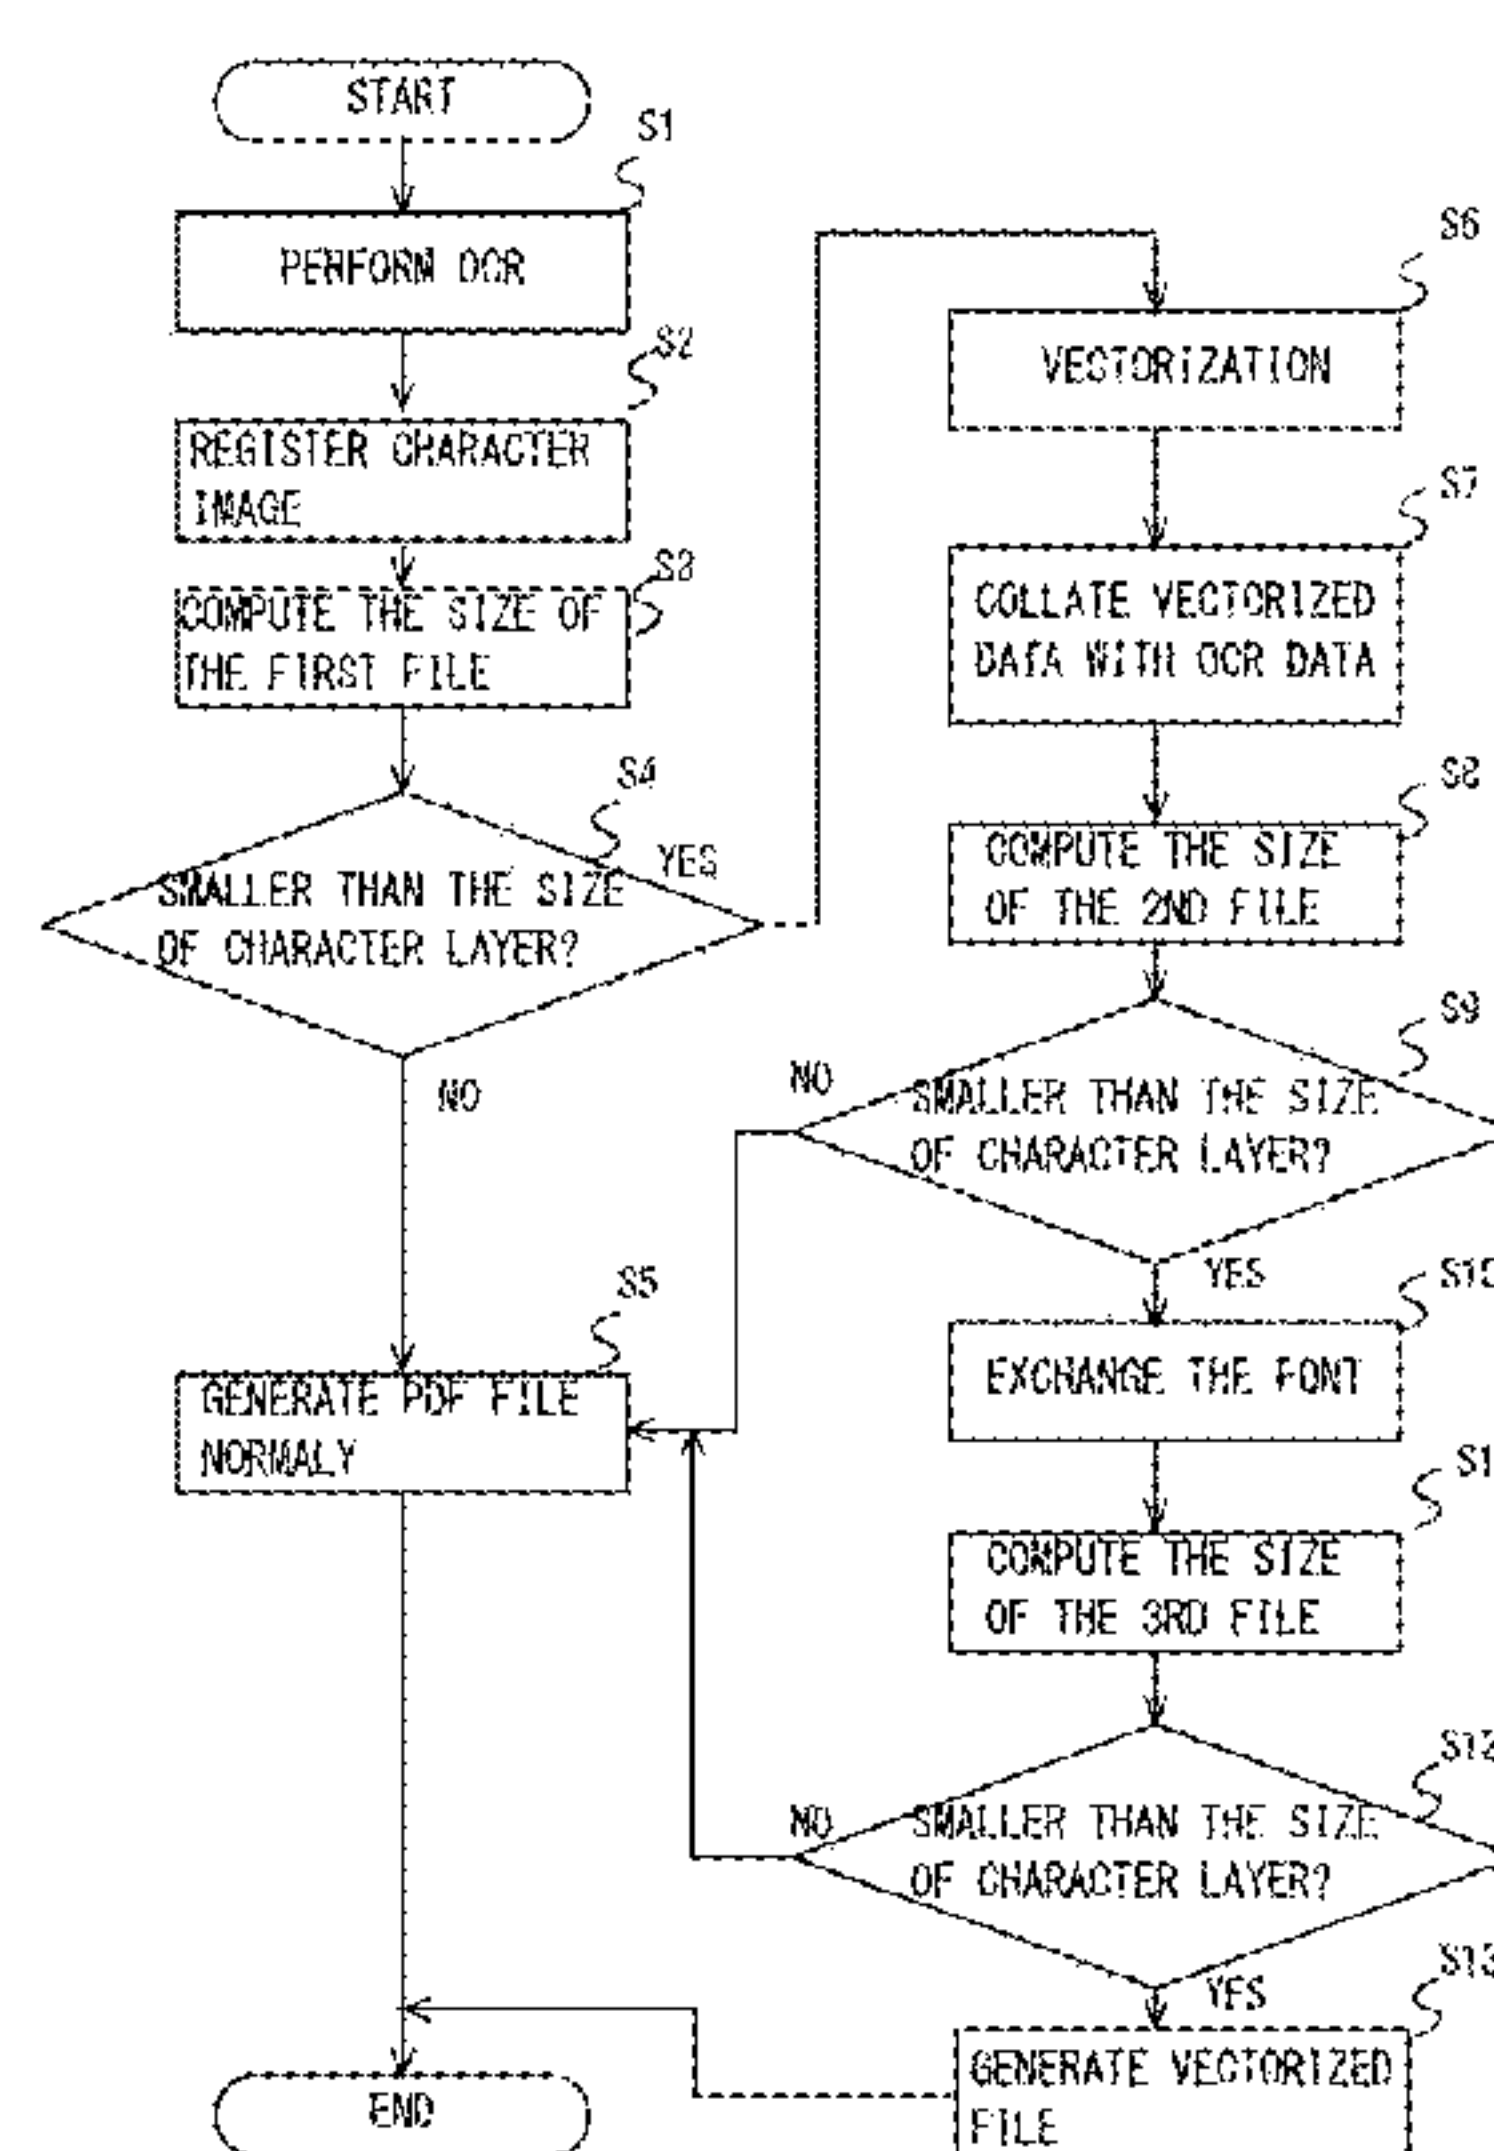 START
S1
PERFORM OCR
S2
REGISTER CHARACTER
IMAGE
S3
COMPUTE THE SIZE OF
THE FIRST FILE
S4
YES
SMALLER THAN THE SIZE
OF CHARACTER LAYER?
NO
S5
GENERATE PDF FILE
NORMALY
END
S6
VECTORIZATION
S7
COLLATE VECTORIZED
DATA WITH OCR DATA
S8
COMPUTE THE SIZE
OF THE 2ND FILE
S9
NO
SMALLER THAN THE SIZE
OF CHARACTER LAYER?
YES
S10
EXCHANGE THE FONT
S1
COMPUTE THE SIZE
OF THE 3RD FILE
S12
NO
SMALLER THAN THE SIZE
OF CHARACTER LAYER?
YES
S13
GENERATE VECTORIZED
FILE